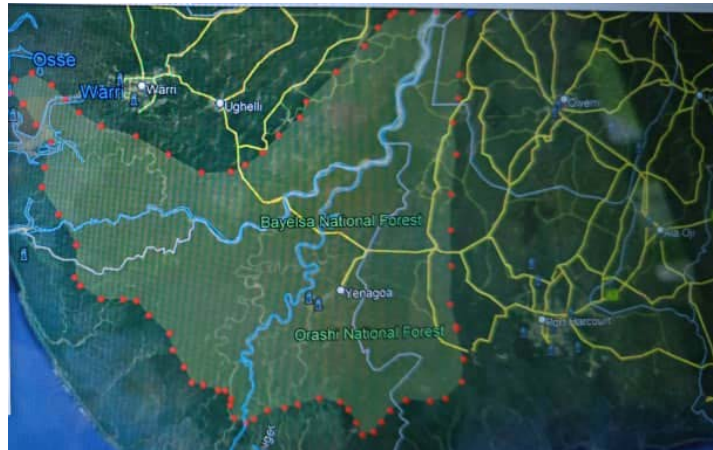 Osse
Warri
Warri
Ughelli
Bayelsa National Forest
Yenagoa
Orashi National Forest
Port Harcourt